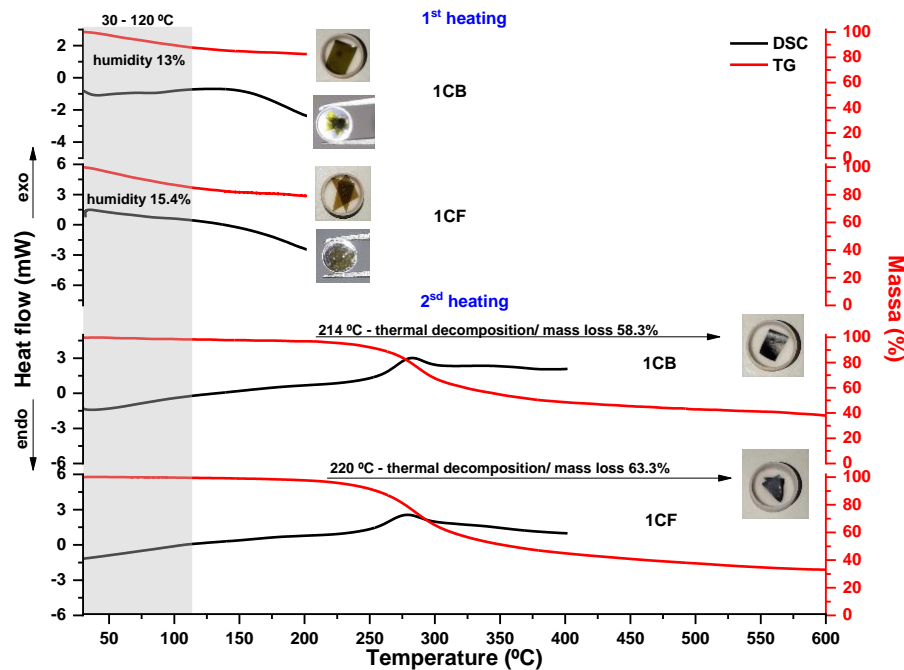 30 - 120 ºC
1st heating
humidity 13%
1CB
DSC
TG
2
0
-2
-4
100
80
60
40
20
0
humidity 15.4%
1CF
6
3
0
-3
-6
100
80
60
40
20
0
exo
Heat flow (mW)
endo
Massa (%)
2sd heating
214 ºC - thermal decomposition/ mass loss 58.3%
1CB
3
0
-3
-6
100
80
60
40
20
0
220 ºC - thermal decomposition/ mass loss 63.3%
1CF
6
3
0
-3
-6
100
80
60
40
20
0
50 100 150 200 250 300 350 400 450 500 550 600
Temperature (ºC)